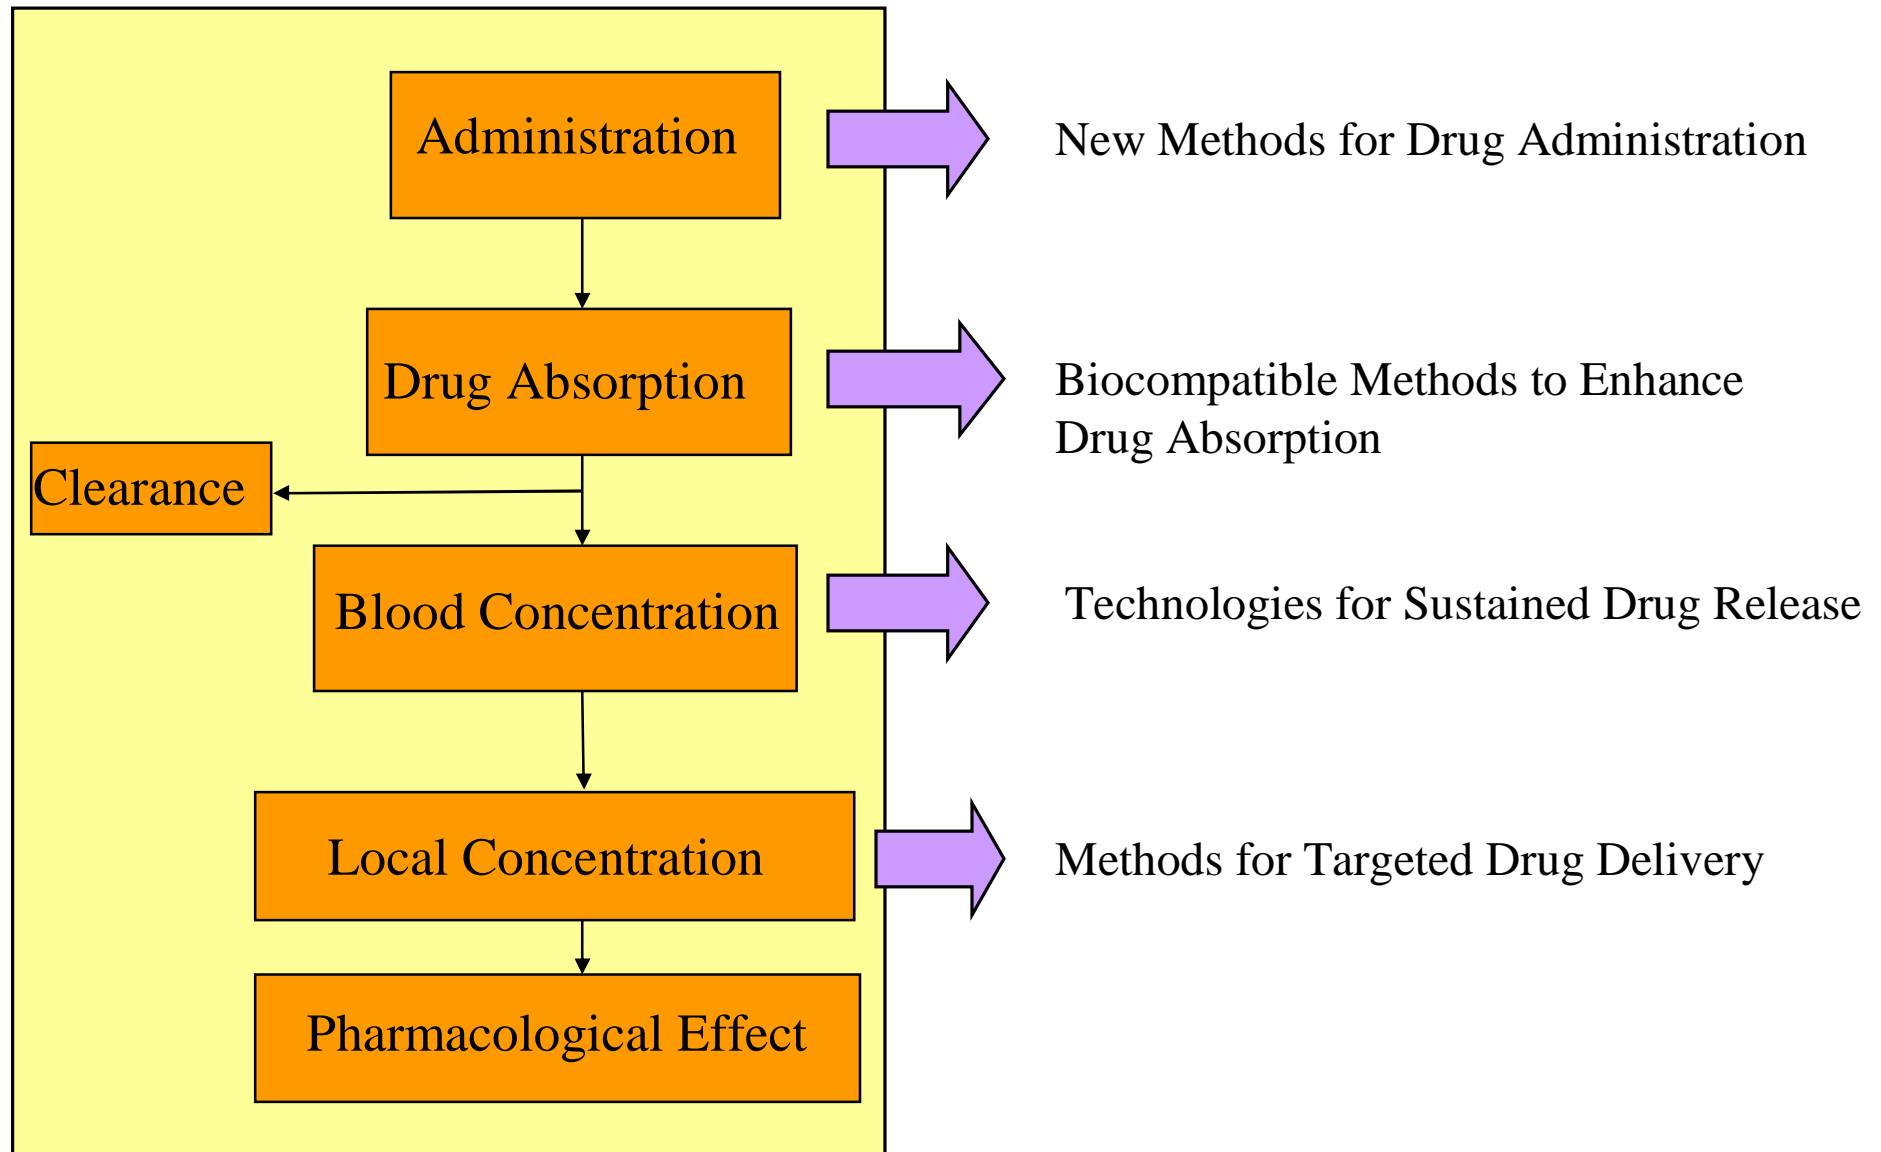 Administration
New Methods for Drug Administration
Drug Absorption
Biocompatible Methods to Enhance
Drug Absorption
Clearance
Blood Concentration
Technologies for Sustained Drug Release
Local Concentration
Methods for Targeted Drug Delivery
Pharmacological Effect